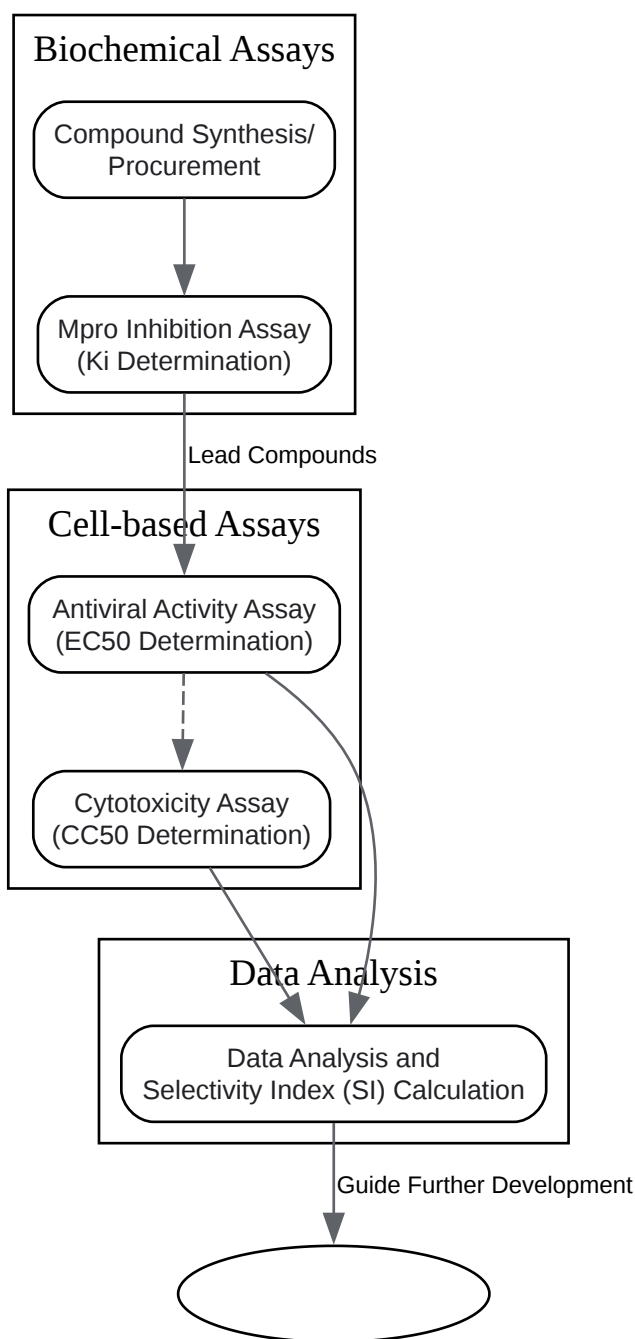 Biochemical Assays
Compound Synthesis/
Procurement
Mpro Inhibition Assay
(Ki Determination)
Lead Compounds
Cell-based Assays
Antiviral Activity Assay
(EC50 Determination)
Cytotoxicity Assay
(CC50 Determination)
Data Analysis
Data Analysis and
Selectivity Index (SI) Calculation
Guide Further Development